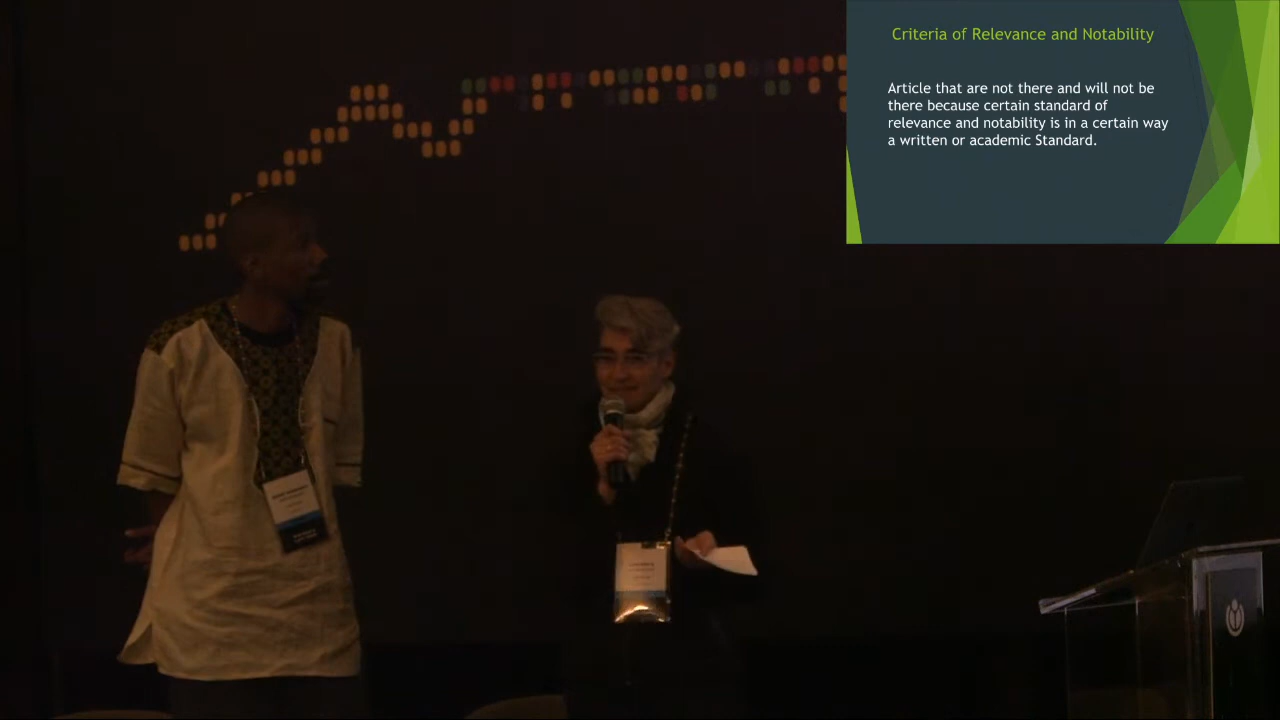 Criteria of Relevance and Notability
Article that are not there and will not be
there because certain standard of
relevance and notability is in a certain way
a written or academic Standard.